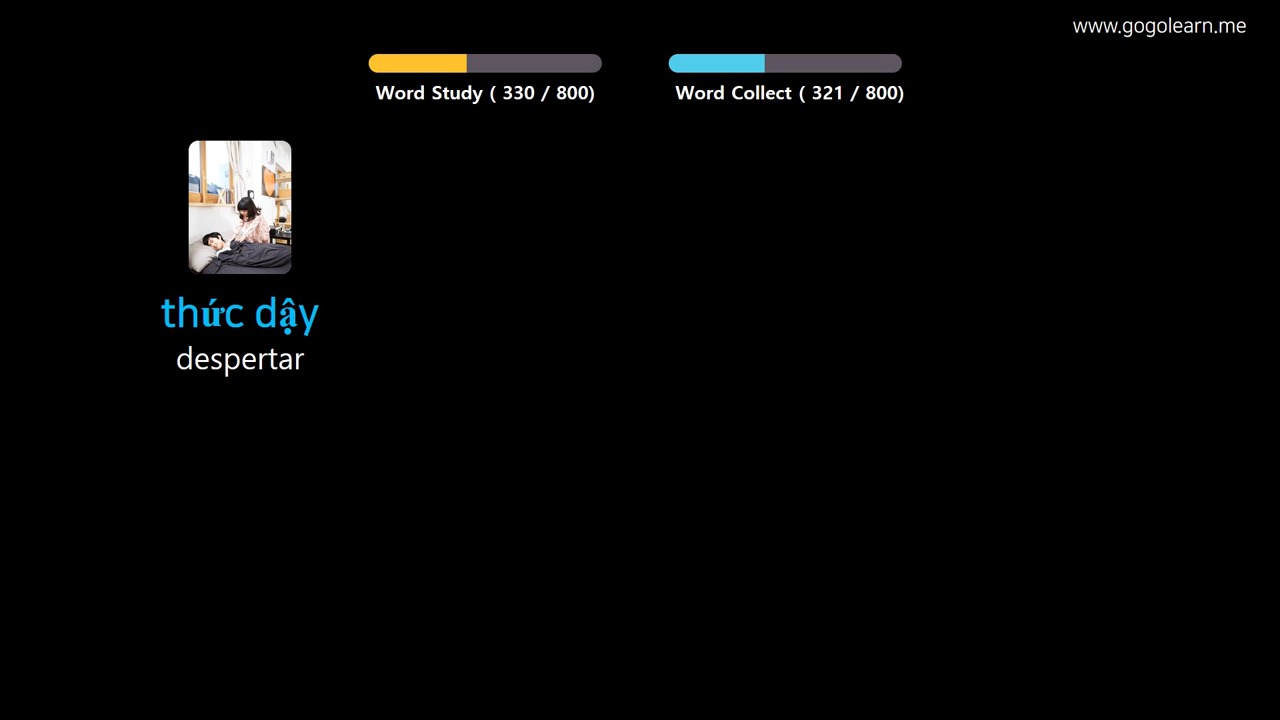 www.gogolearn.me
Word Study ( 330 / 800)
Word Collect ( 321 / 800)
thức dậy
despertar